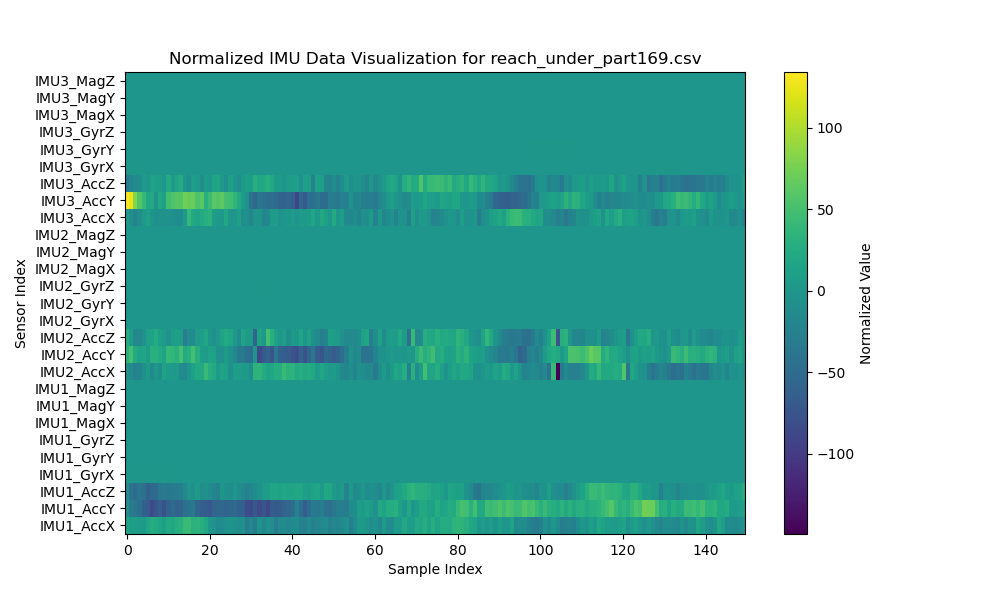 Normalized IMU Data Visualization for reach_under_part169.csv
IMU3_MagZ
IMU3_MagY
IMU3_MagX
IMU3_GyrZ
IMU3_GyrY
IMU3_GyrX
IMU3_AccZ
IMU3_AccY
IMU3_AccX
IMU2_MagZ
IMU2_MagY
IMU2_MagX
IMU2_GyrZ
IMU2_GyrY
IMU2_GyrX
IMU2_AccZ
IMU2_AccY
IMU2_AccX
IMU1_MagZ
IMU1_MagY
IMU1_MagX
IMU1_GyrZ
IMU1_GyrY
IMU1_GyrX
IMU1_AccZ
IMU1_AccY
IMU1_AccX
Sensor Index
0 20 40 60 80 100 120 140
Sample Index
100
50
0
−50
−100
Normalized Value